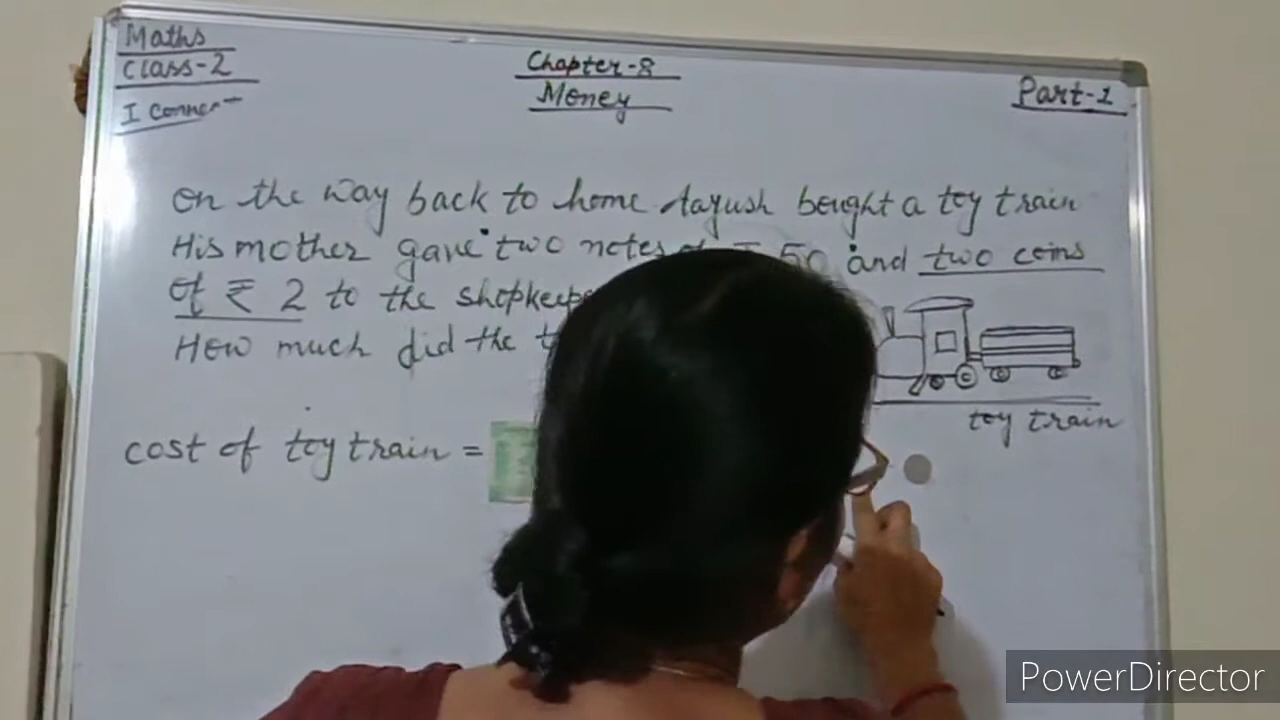 Maths
Class-2
I Connect
Chapter-8
Money
Part-1
on the way back to home Aayush bought a toy train
His mother gave two notes of ₹ 50 and two coins
of ₹ 2 to the shopkeeper
How much did the
toy train
cost of toy train =
PowerDirector